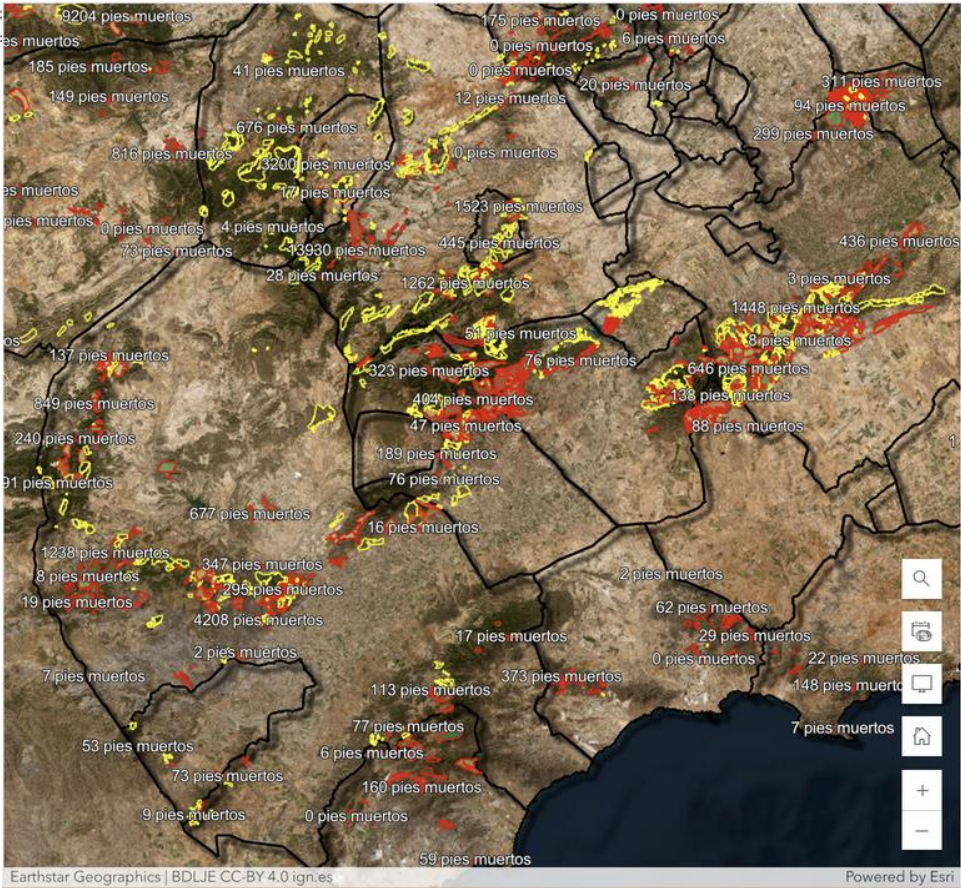 9204 pies muertos
es muertos
185 pies muertos
149 pies muertos
175 pies muertos
0 pies muertos
0 pies muertos
6 pies muertos
41 pies muertos
0 pies muertos
20 pies muertos
12 pies muertos
311 pies muertos
94 pies muertos
299 pies muertos
676 pies muertos
816 pies muertos
3200 pies muertos
0 pies muertos
17 pies muertos
es muertos
pies muertos
0 pies muertos
73 pies muertos
4 pies muertos
13930 pies muertos
28 pies muertos
1523 pies muertos
445 pies muertos
1262 pies muertos
436 pies muertos
3 pies muertos
1448 pies muertos
8 pies muertos
51 pies muertos
76 pies muertos
323 pies muertos
646 pies muertos
138 pies muertos
88 pies muertos
404 pies muertos
47 pies muertos
189 pies muertos
76 pies muertos
os
137 pies muertos
849 pies muertos
240 pies muertos
91 pies muertos
677 pies muertos
16 pies muertos
1238 pies muertos
8 pies muertos
19 pies muertos
347 pies muertos
295 pies muertos
4208 pies muertos
2 pies muertos
7 pies muertos
2 pies muertos
62 pies muertos
29 pies muertos
0 pies muertos
22 pies muertos
148 pies muerto
7 pies muertos
17 pies muertos
373 pies muertos
113 pies muertos
77 pies muertos
6 pies muertos
160 pies muertos
0 pies muertos
59 pies muertos
53 pies muertos
73 pies muertos
9 pies muertos
Earthstar Geographics | BDLJE CC-BY 4.0 ign.es
Powered by Esri